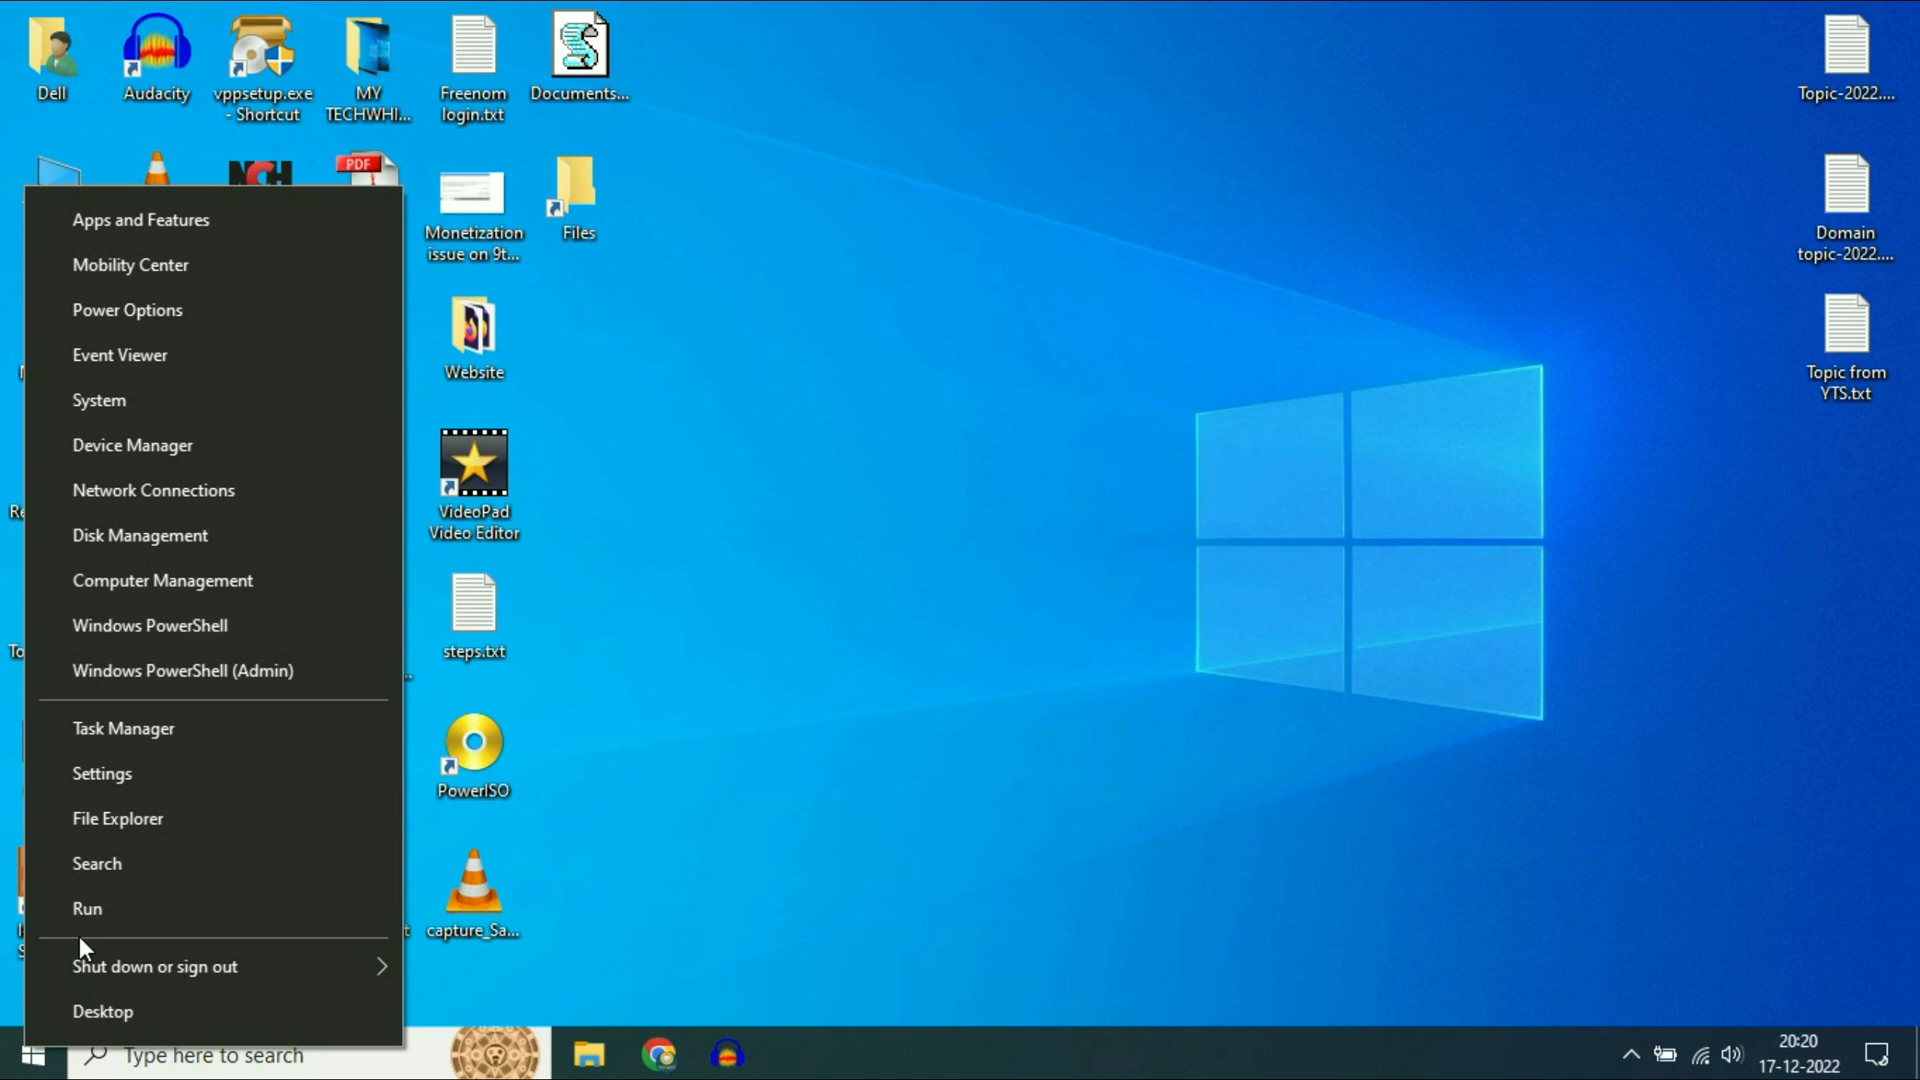 Dell
Audacity
vppsetup.exe
- Shortcut
MY
TECHWHI...
Freenom
login.txt
Documents...
Topic-2022....
NCH
PDF
Monetization
issue on 9t...
Files
Domain
topic-2022....
Website
Topic from
YTS.txt
VideoPad
Video Editor
steps.txt
PowerISO
capture_Sa...
Apps and Features
Mobility Center
Power Options
Event Viewer
System
Device Manager
Network Connections
Disk Management
Computer Management
Windows PowerShell
Windows PowerShell (Admin)
Task Manager
Settings
File Explorer
Search
Run
Shut down or sign out
Desktop
Type here to search
20:20
17-12-2022